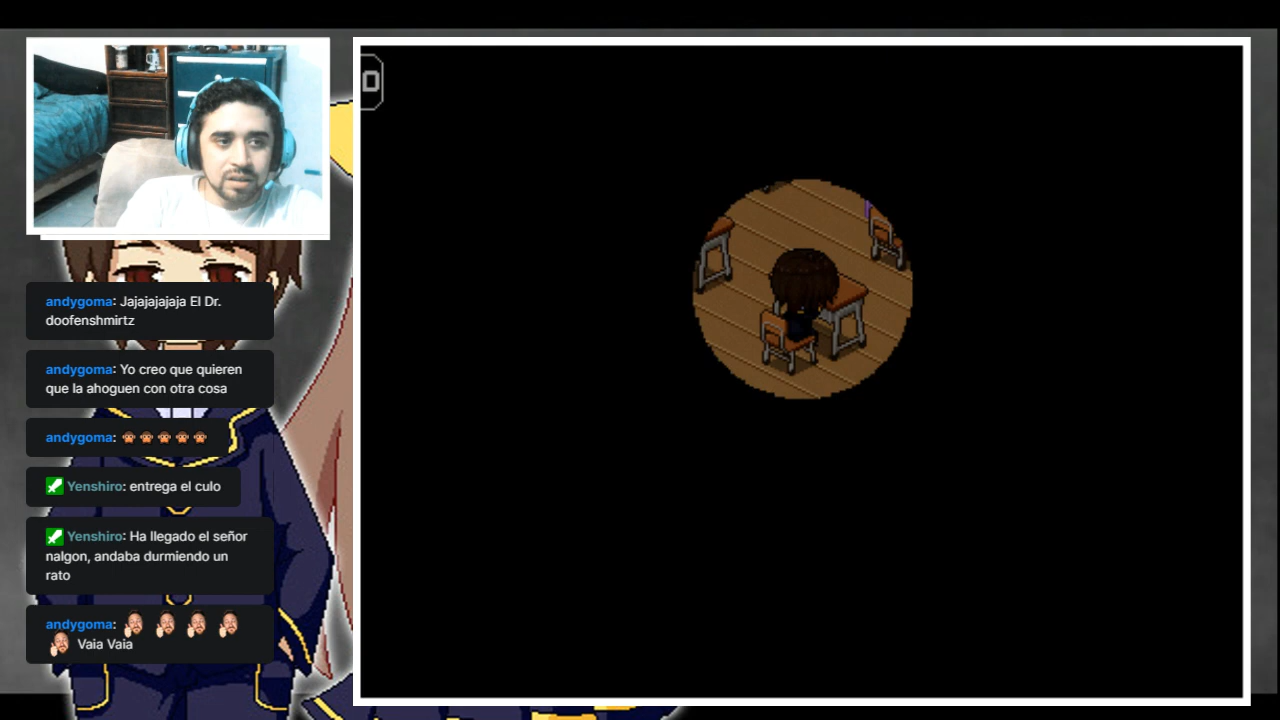 andygoma: Jajajajajaja El Dr.
doofenshmirtz
andygoma: Yo creo que quieren
que la ahoguen con otra cosa
andygoma:
Yenshiro: entrega el culo
Yenshiro: Ha llegado el señor
nalgon, andaba durmiendo un
rato
andygoma:
Vaia Vaia